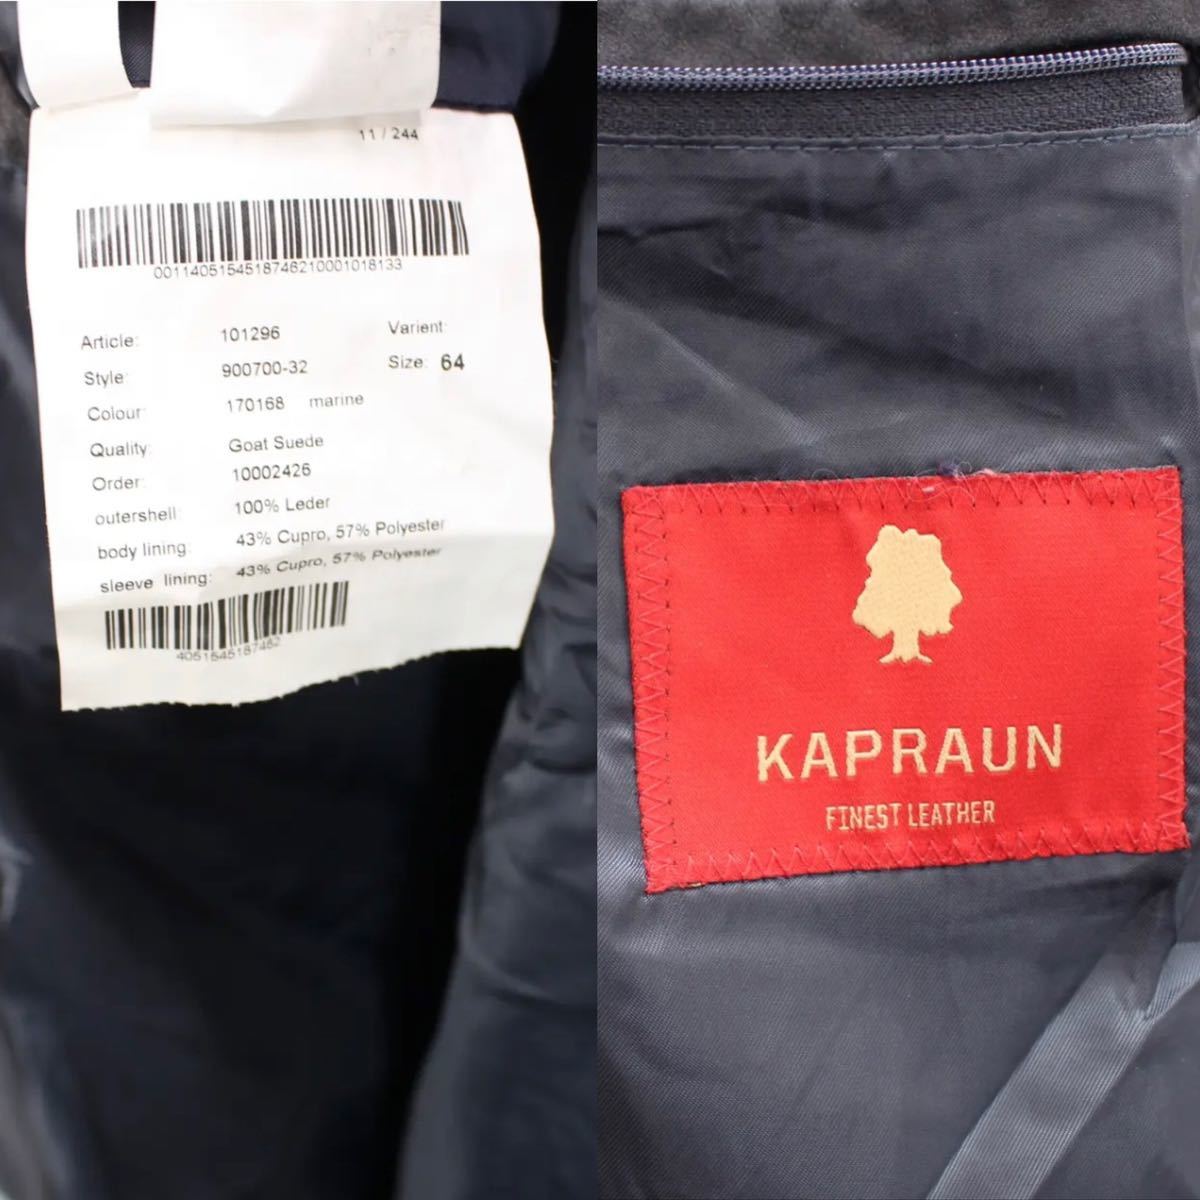 11 / 244
0011405154518746210001018133
Article: 101296 Varient:
Style: 900700-32 Size: 64
Colour: 170168 marine
Quality: Goat Suede
Order: 10002426
outershell: 100% Leder
body lining: 43% Cupro, 57% Polyester
sleeve lining: 43% Cupro, 57% Polyester
4051545187462
KAPRAUN
FINEST LEATHER